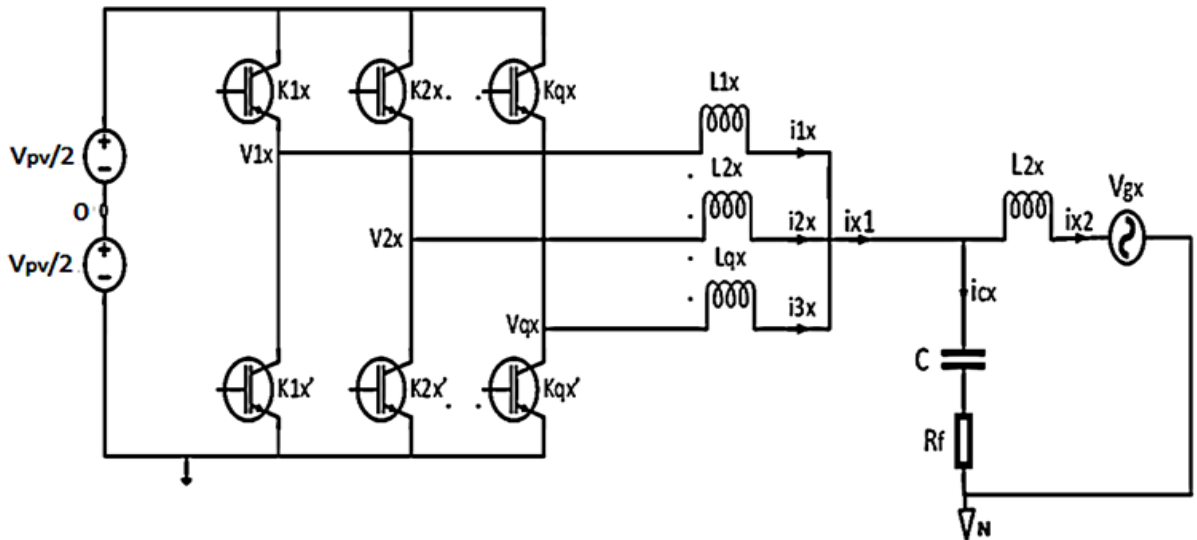 K1x
K2x. .
Kqx
L1x
i1x
Vpv/2
+
-
V1x
L2x
L2x
Vgx
0
V2x
i2x
ix1
ix2
Vpv/2
+
-
Lqx
i3x
icx
Vqx
C
K1x'
K2x'. .
Kqx'
Rf
N